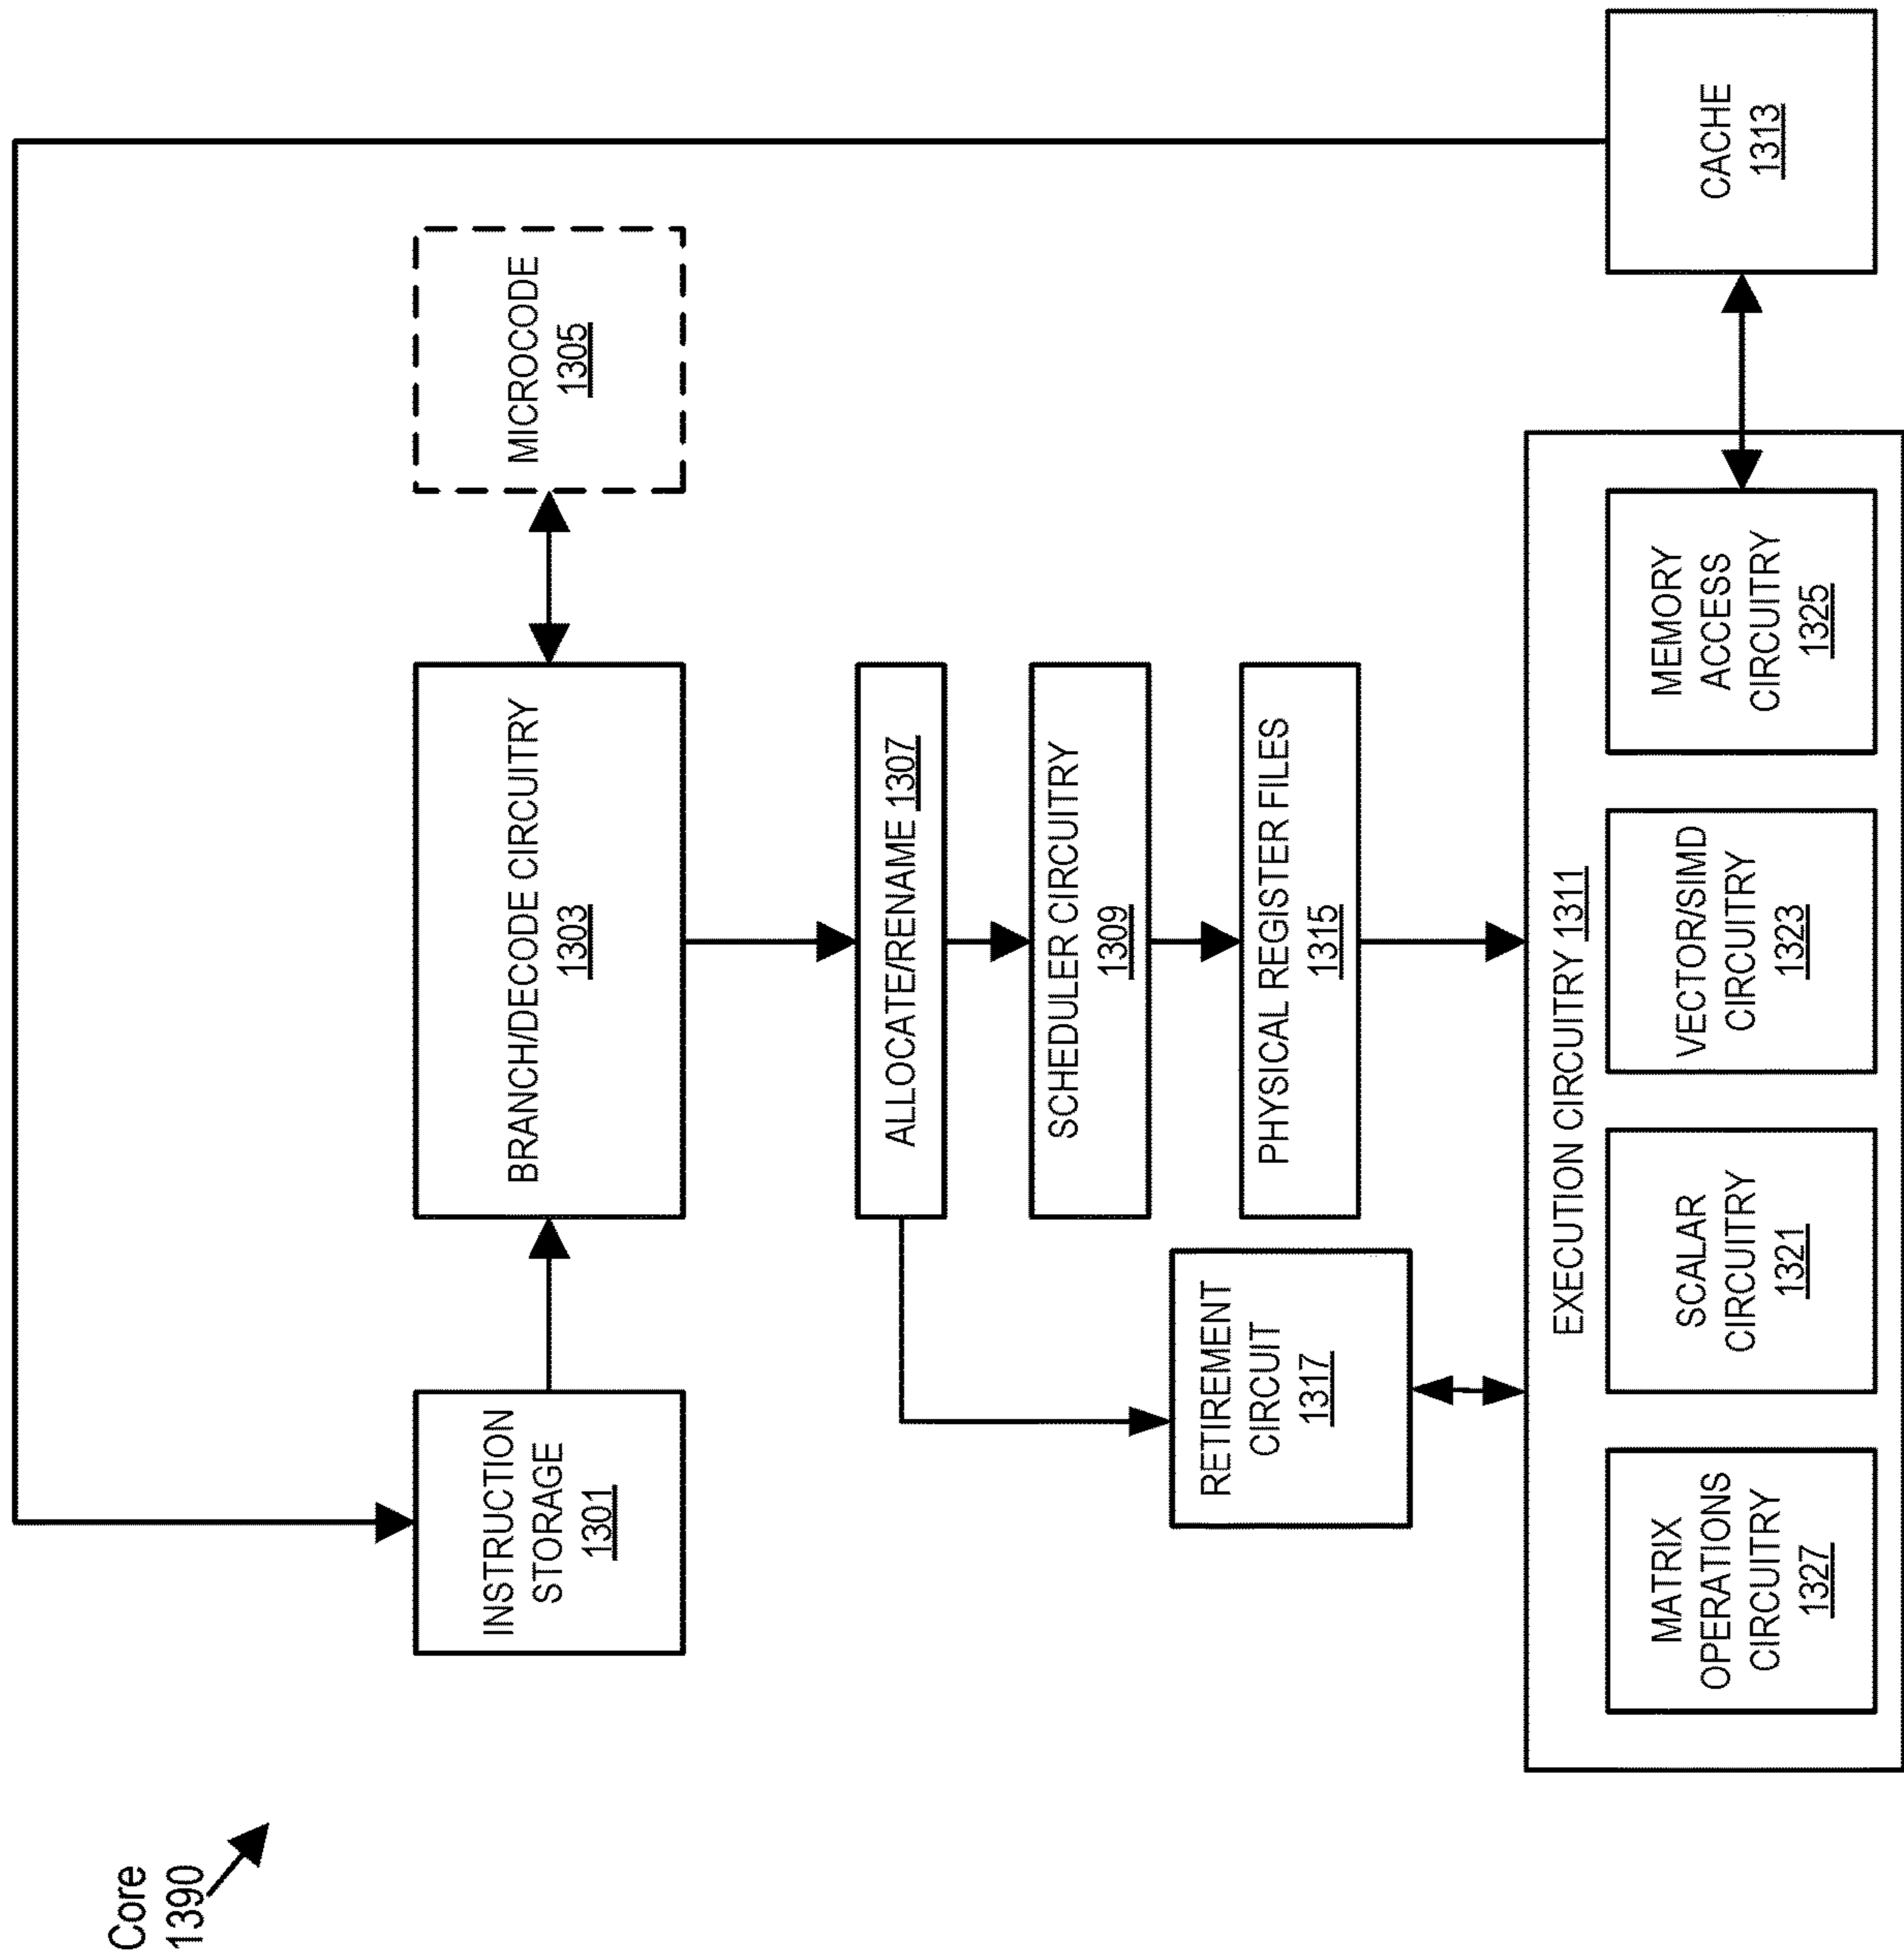 Core
1390
INSTRUCTION
STORAGE
1301
BRANCH/DECODE CIRCUITRY
1303
MICROCODE
1305
ALLOCATE/RENAME 1307
SCHEDULER CIRCUITRY
1309
PHYSICAL REGISTER FILES
1315
RETIREMENT
CIRCUIT
1317
EXECUTION CIRCUITRY 1311
MATRIX
OPERATIONS
CIRCUITRY
1327
SCALAR
CIRCUITRY
1321
VECTOR/SIMD
CIRCUITRY
1323
MEMORY
ACCESS
CIRCUITRY
1325
CACHE
1313